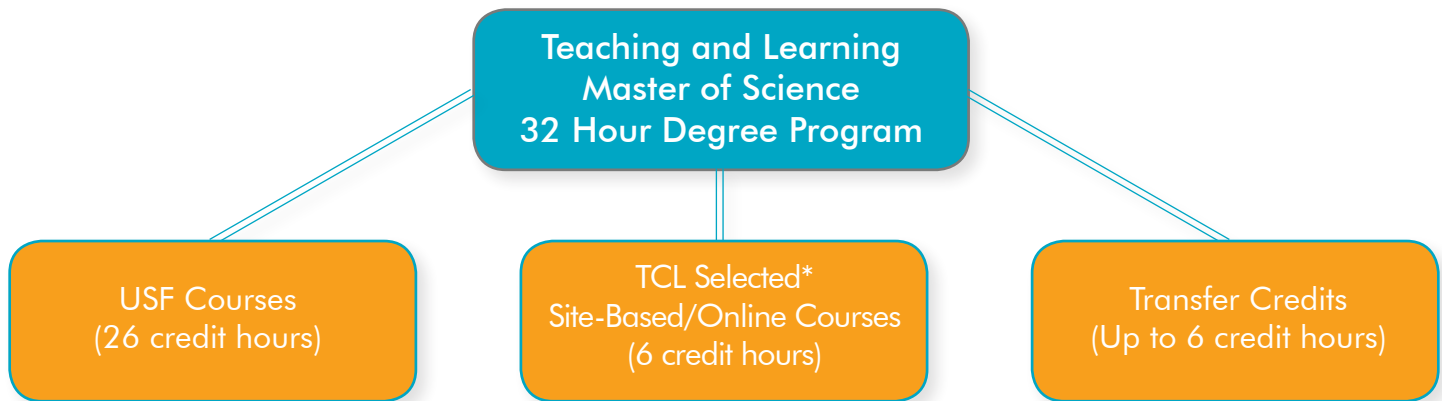 Teaching and Learning
Master of Science
32 Hour Degree Program
USF Courses
(26 credit hours)
TCL Selected*
Site-Based/Online Courses
(6 credit hours)
Transfer Credits
(Up to 6 credit hours)